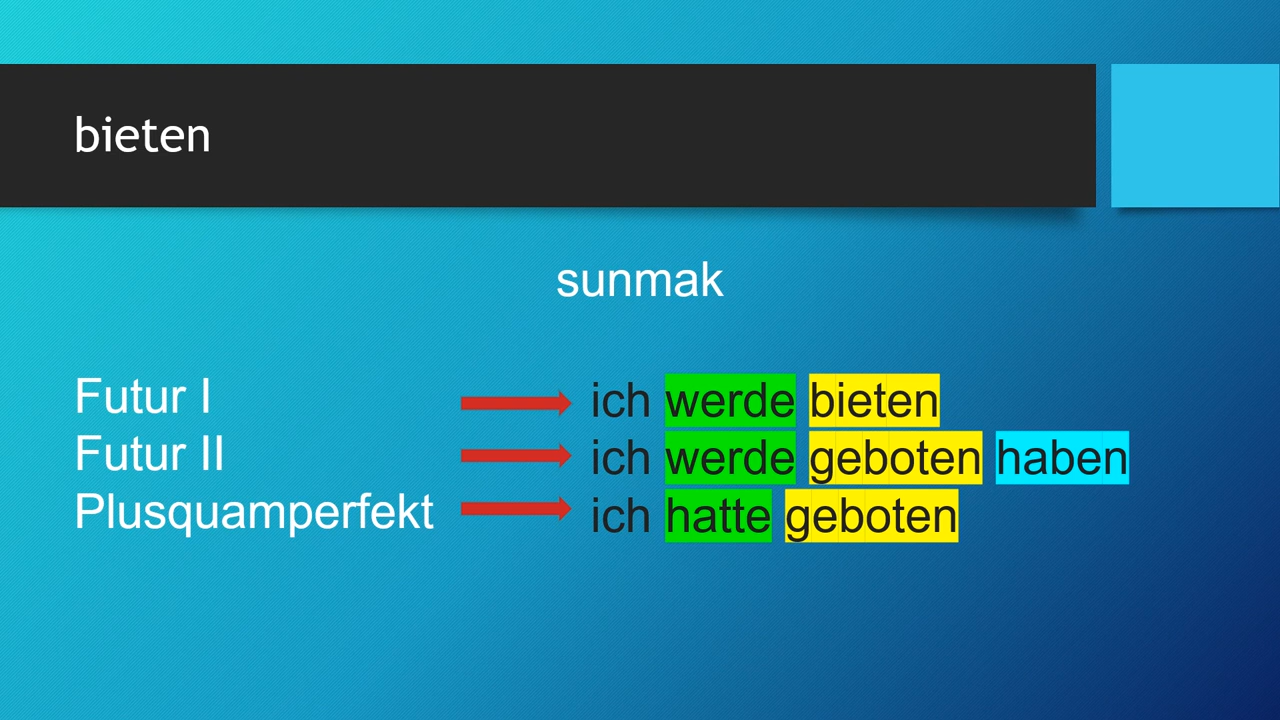 bieten
sunmak
Futur I ich werde bieten
Futur II ich werde geboten haben
Plusquamperfekt ich hatte geboten